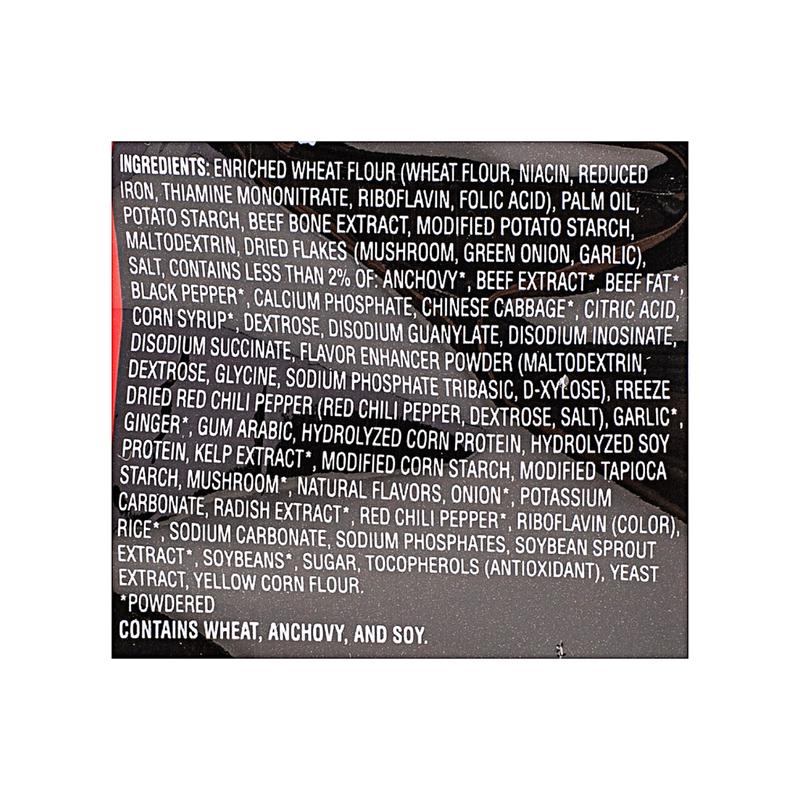 INGREDIENTS: ENRICHED WHEAT FLOUR (WHEAT FLOUR, NIACIN, REDUCED
IRON, THIAMINE MONONITRATE, RIBOFLAVIN, FOLIC ACID), PALM OIL,
POTATO STARCH, BEEF BONE EXTRACT, MODIFIED POTATO STARCH,
MALTODEXTRIN, DRIED FLAKES (MUSHROOM, GREEN ONION, GARLIC),
SALT, CONTAINS LESS THAN 2% OF: ANCHOVY*, BEEF EXTRACT*, BEEF FAT*,
BLACK PEPPER*, CALCIUM PHOSPHATE, CHINESE CABBAGE*, CITRIC ACID,
CORN SYRUP*, DEXTROSE, DISODIUM GUANYLATE, DISODIUM INOSINATE,
DISODIUM SUCCINATE, FLAVOR ENHANCER POWDER (MALTODEXTRIN,
DEXTROSE, GLYCINE, SODIUM PHOSPHATE TRIBASIC, D-XYLOSE), FREEZE
DRIED RED CHILI PEPPER (RED CHILI PEPPER, DEXTROSE, SALT), GARLIC*,
GINGER*, GUM ARABIC, HYDROLYZED CORN PROTEIN, HYDROLYZED SOY
PROTEIN, KELP EXTRACT*, MODIFIED CORN STARCH, MODIFIED TAPIOCA
STARCH, MUSHROOM*, NATURAL FLAVORS, ONION*, POTASSIUM
CARBONATE, RADISH EXTRACT*, RED CHILI PEPPER*, RIBOFLAVIN (COLOR),
RICE*, SODIUM CARBONATE, SODIUM PHOSPHATES, SOYBEAN SPROUT
EXTRACT*, SOYBEANS*, SUGAR, TOCOPHEROLS (ANTIOXIDANT), YEAST
EXTRACT, YELLOW CORN FLOUR.
*POWDERED
CONTAINS WHEAT, ANCHOVY, AND SOY.